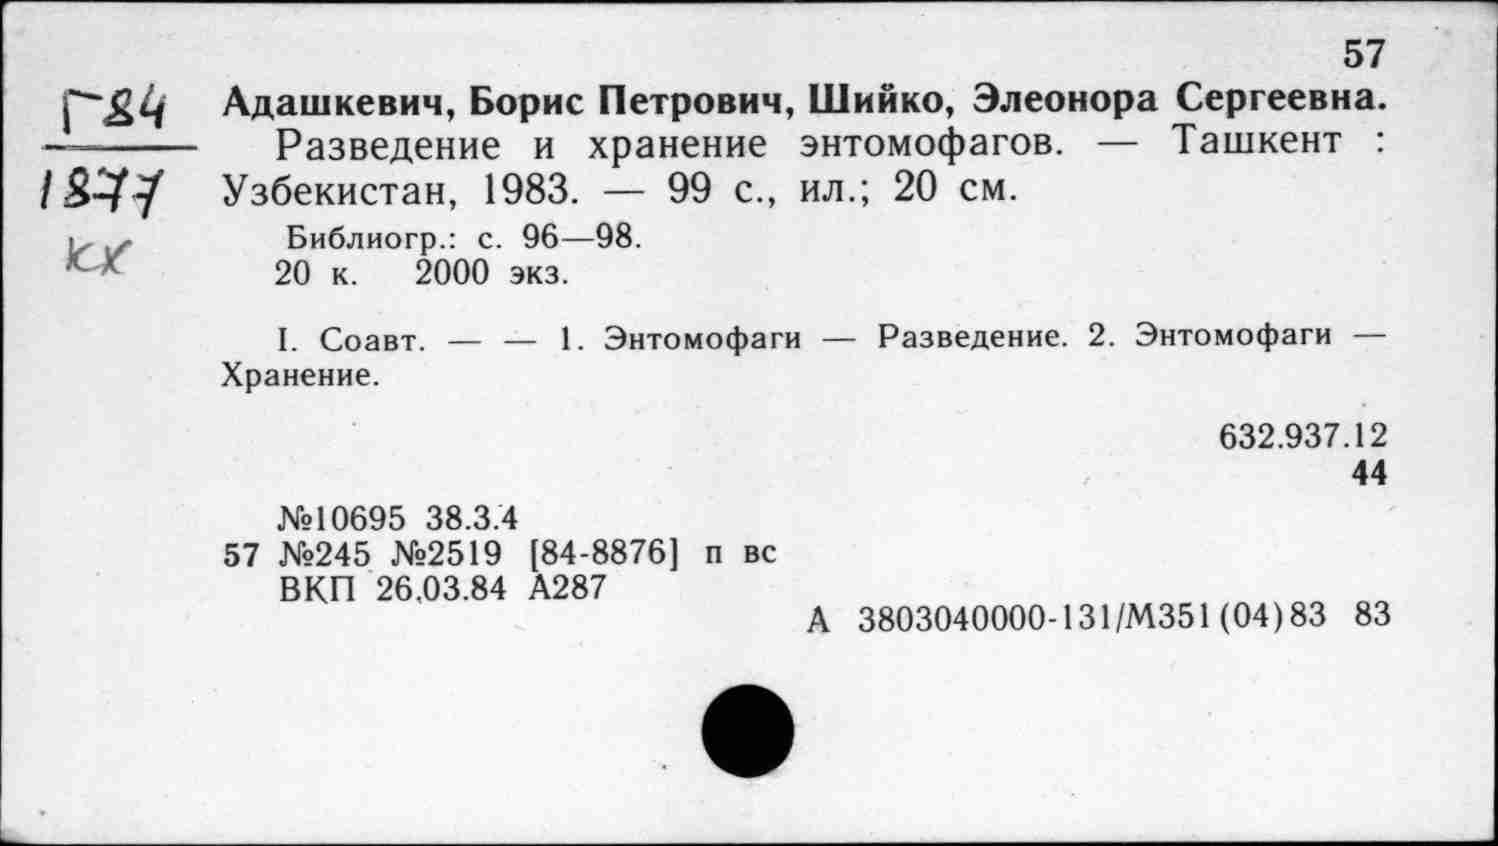 57
Г84
1877
кх
Адашкевич, Борис Петрович, Шийко, Элеонора Сергеевна.
Разведение и хранение энтомофагов. — Ташкент :
Узбекистан, 1983. — 99 с., ил.; 20 см.
Библиогр.: с. 96—98.
20 к. 2000 экз.
I. Соавт. — — 1. Энтомофаги — Разведение. 2. Энтомофаги —
Хранение.
632.937.12
44
№10695 38.3.4
57 №245 №2519 [84-8876] п вс
ВКП 26.03.84 А287
А 3803040000-131/М351(04)83 83